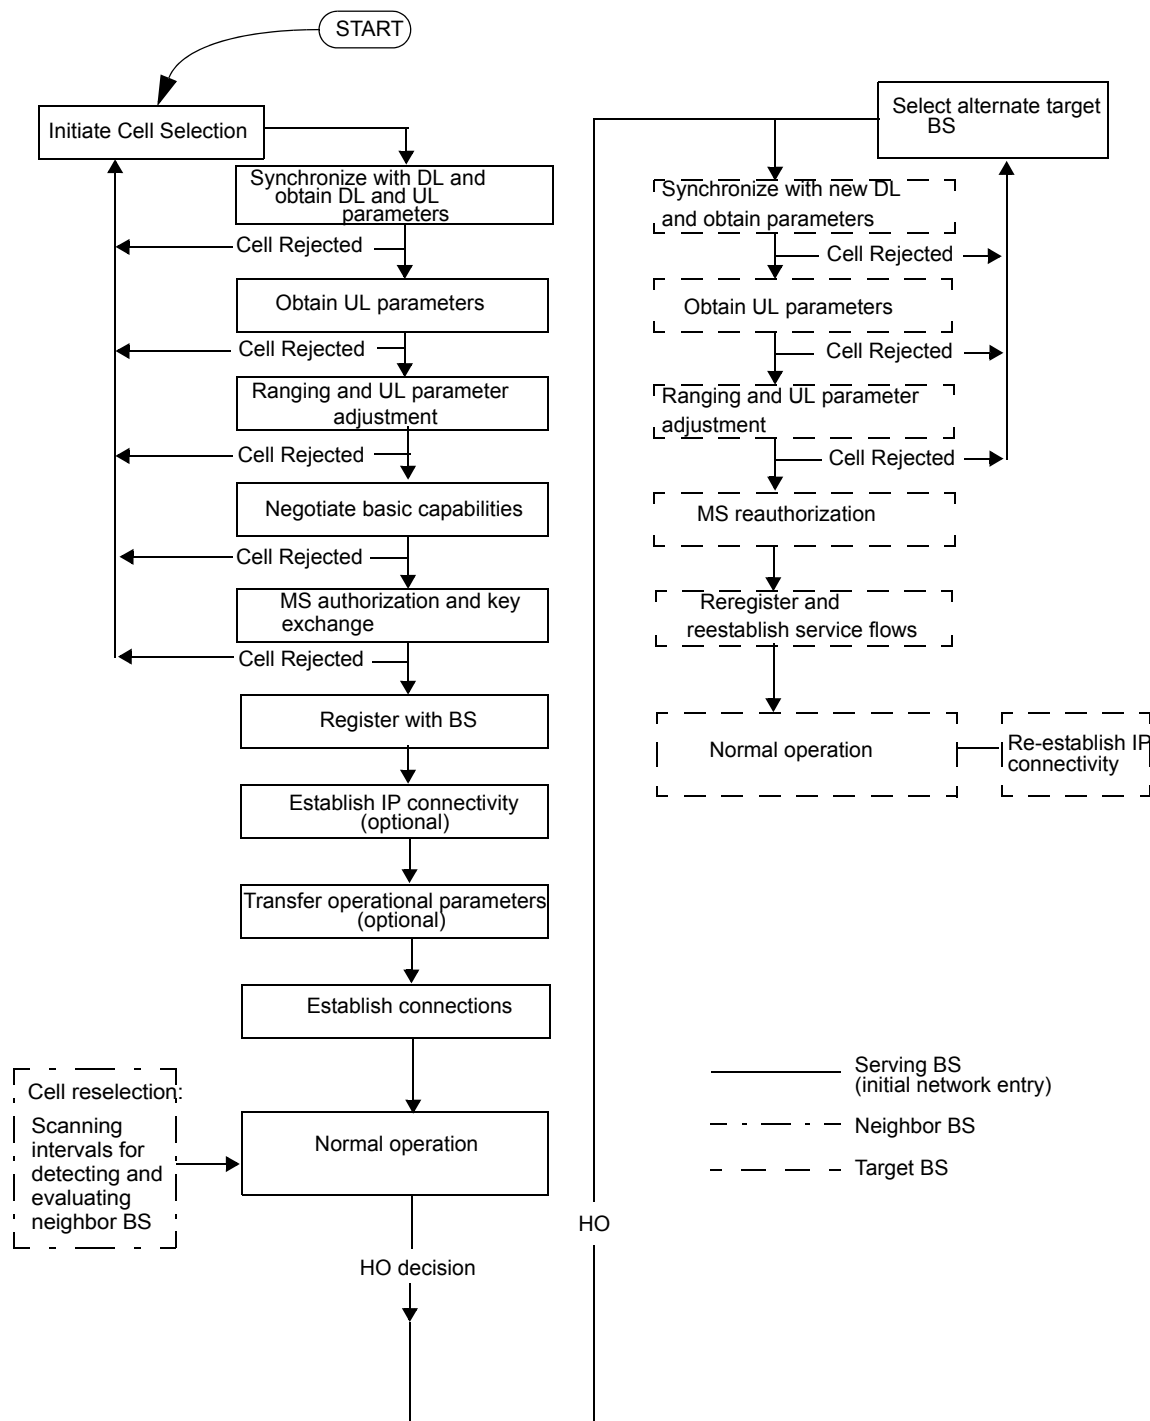 START
Initiate Cell Selection
Synchronize with DL and
obtain DL and UL
parameters
Cell Rejected
Obtain UL parameters
Cell Rejected
Ranging and UL parameter
adjustment
Cell Rejected
Negotiate basic capabilities
Cell Rejected
MS authorization and key
exchange
Cell Rejected
Register with BS
Establish IP connectivity
(optional)
Transfer operational parameters
(optional)
Establish connections
Cell reselection:
Scanning
intervals for
detecting and
evaluating
neighbor BS
Normal operation
HO decision
HO
Select alternate target
BS
Synchronize with new DL
and obtain parameters
Cell Rejected
Obtain UL parameters
Cell Rejected
Ranging and UL parameter
adjustment
Cell Rejected
MS reauthorization
Reregister and
reestablish service flows
Normal operation
Re-establish IP
connectivity
Serving BS
(initial network entry)
Neighbor BS
Target BS